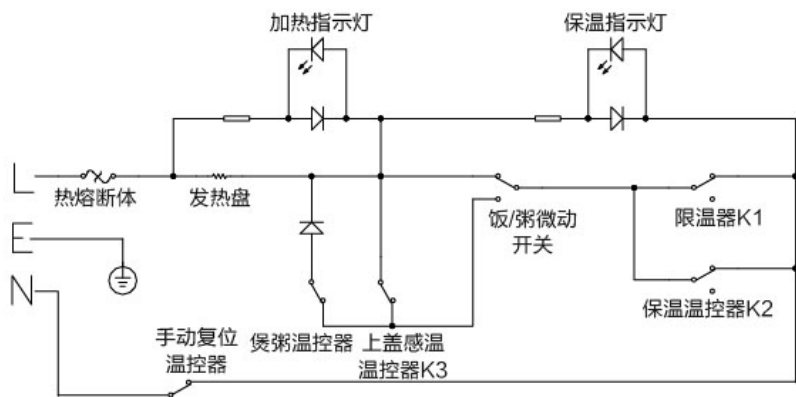 加热指示灯
保温指示灯
L
热熔断体
发热盘
饭/粥微动
开关
限温器K1
E
N
保温温控器K2
手动复位
温控器
煲粥温控器
上盖感温
温控器K3